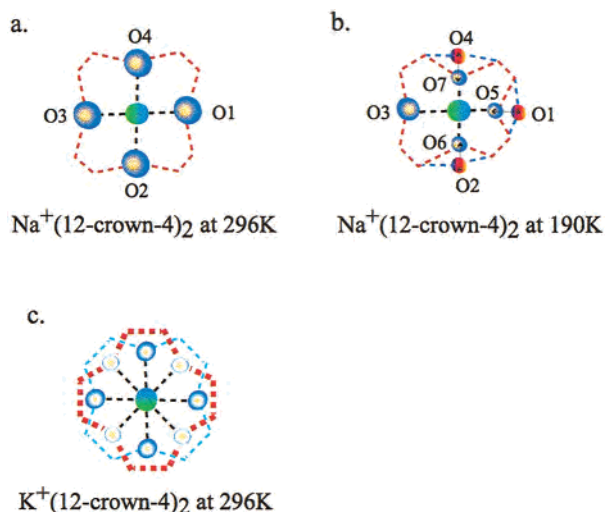 a.
O4
O3
O1
O2
Na⁺(12-crown-4)₂ at 296K
b.
O4
O7
O5
O3
O1
O6
O2
Na⁺(12-crown-4)₂ at 190K
c.
K⁺(12-crown-4)₂ at 296K